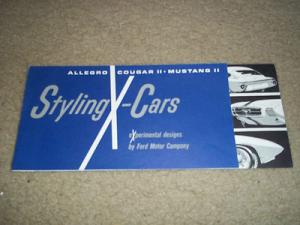 ALLEGRO COUGAR II • MUSTANG II
Styling X-Cars
experimental designs
by Ford Motor Company